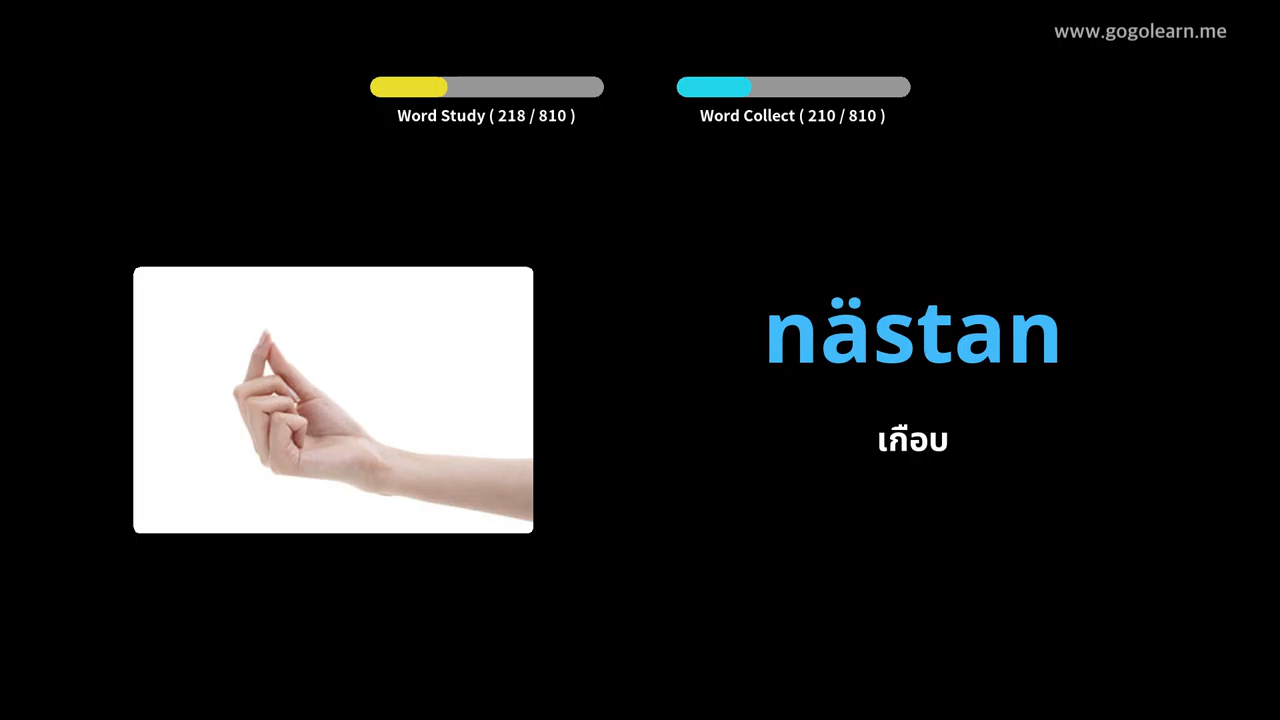 www.gogolearn.me
Word Study ( 218 / 810 )
Word Collect ( 210 / 810 )
nästan
เกือบ